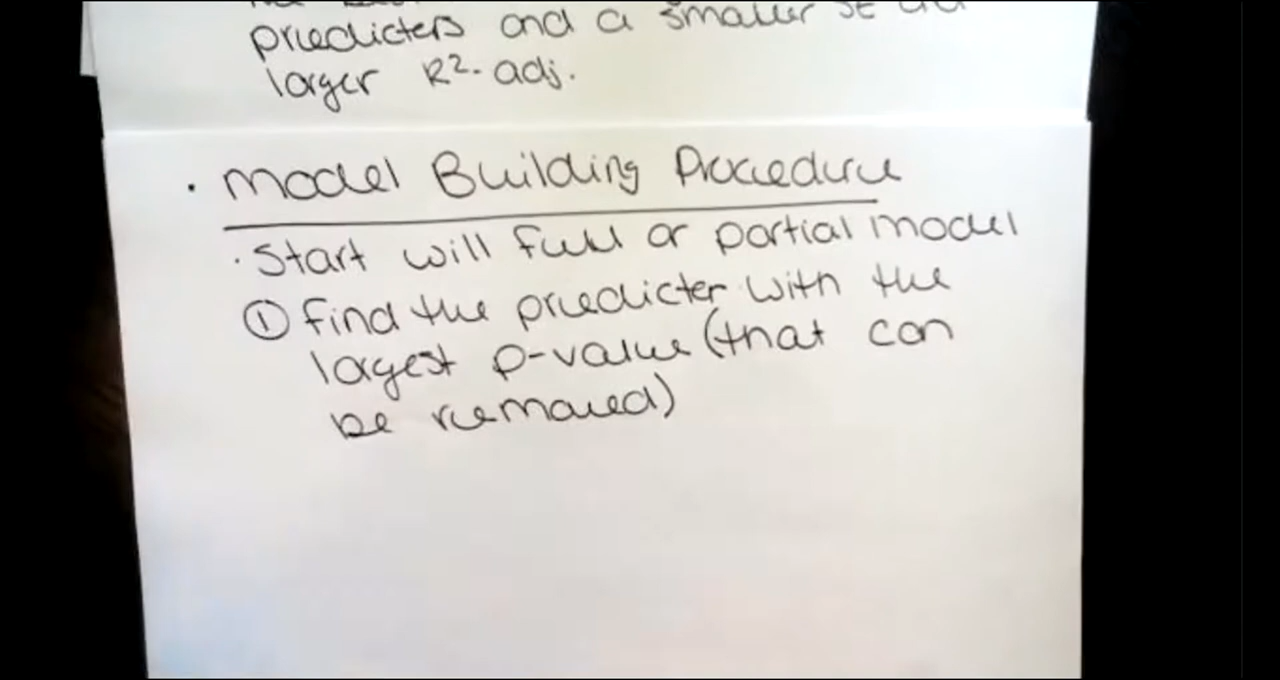 predicters and a smaller
larger R²-adj.
· Model Building Procedure
· Start will full or partial model
① find the predicter with the
largest p-value (that can
be removed)